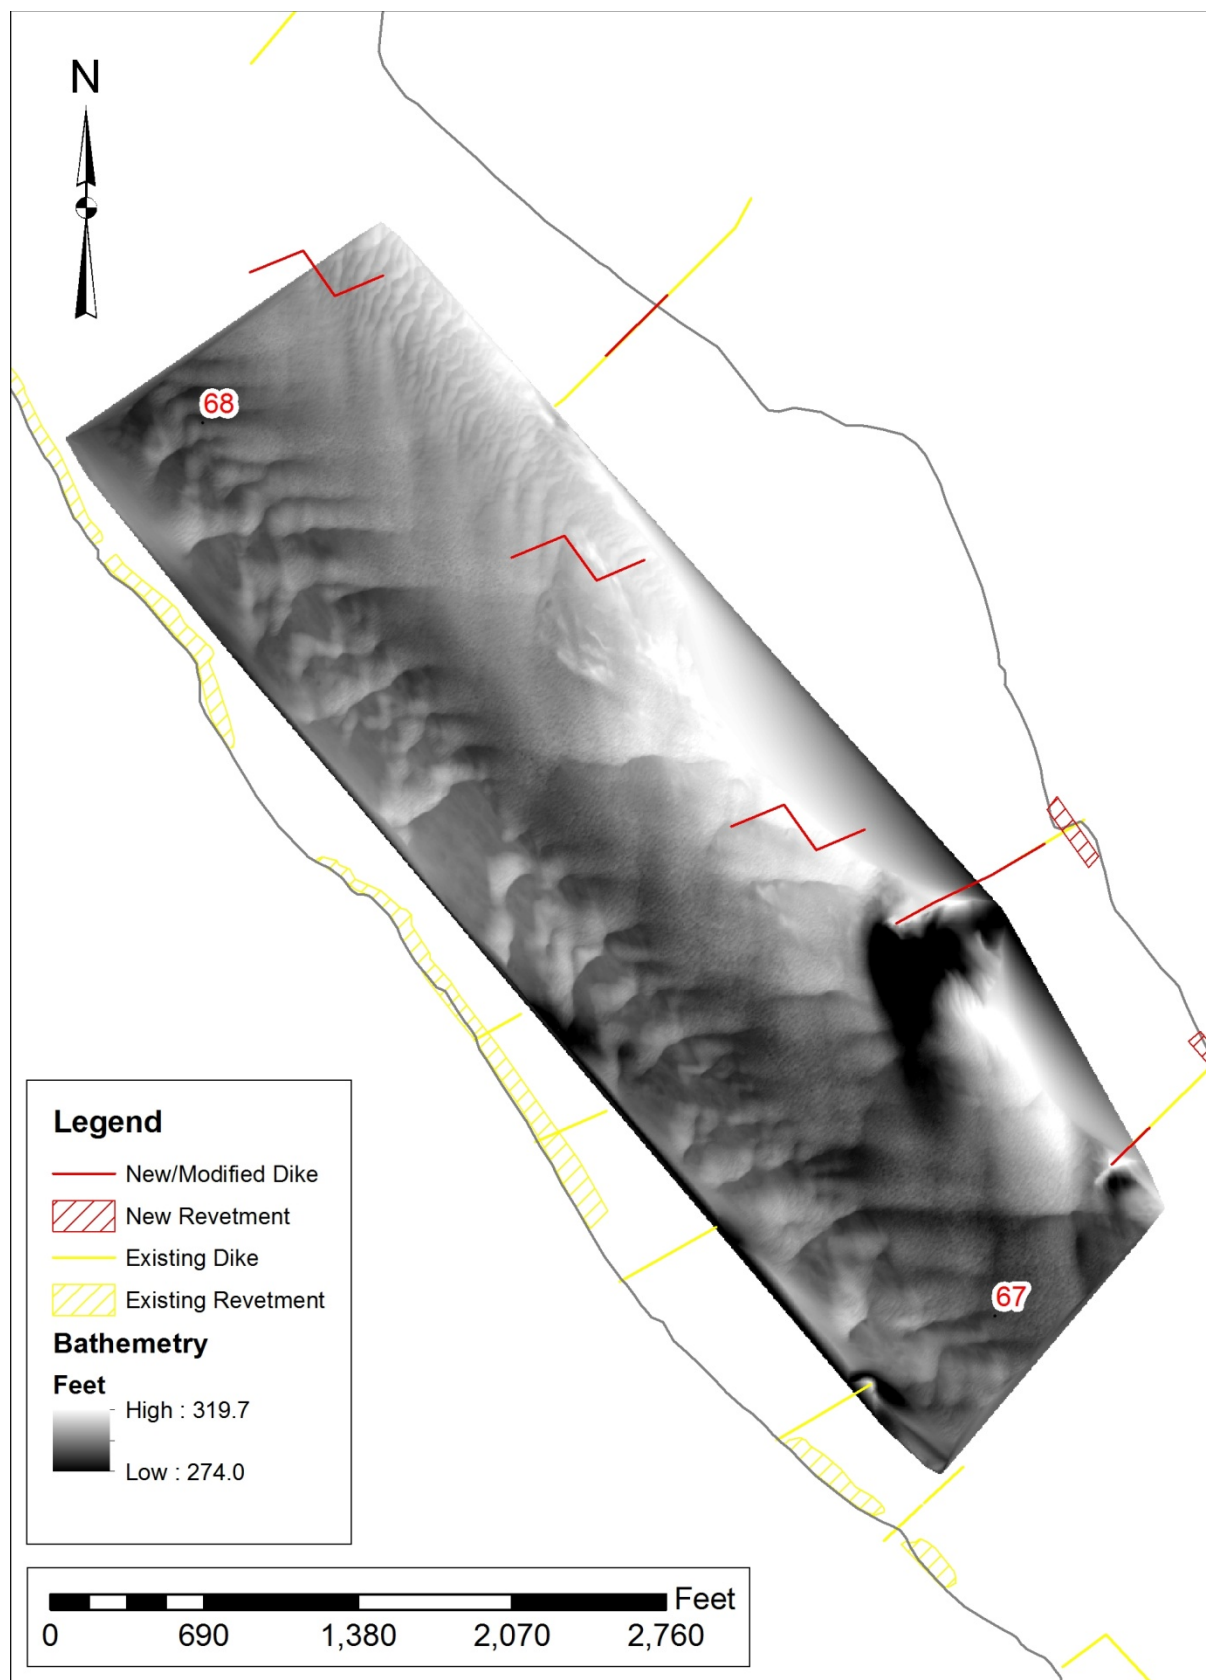 N
68
67
Legend
New/Modified Dike
New Revetment
Existing Dike
Existing Revetment
Bathemetry
Feet
High : 319.7
Low : 274.0
Feet
0 690 1,380 2,070 2,760